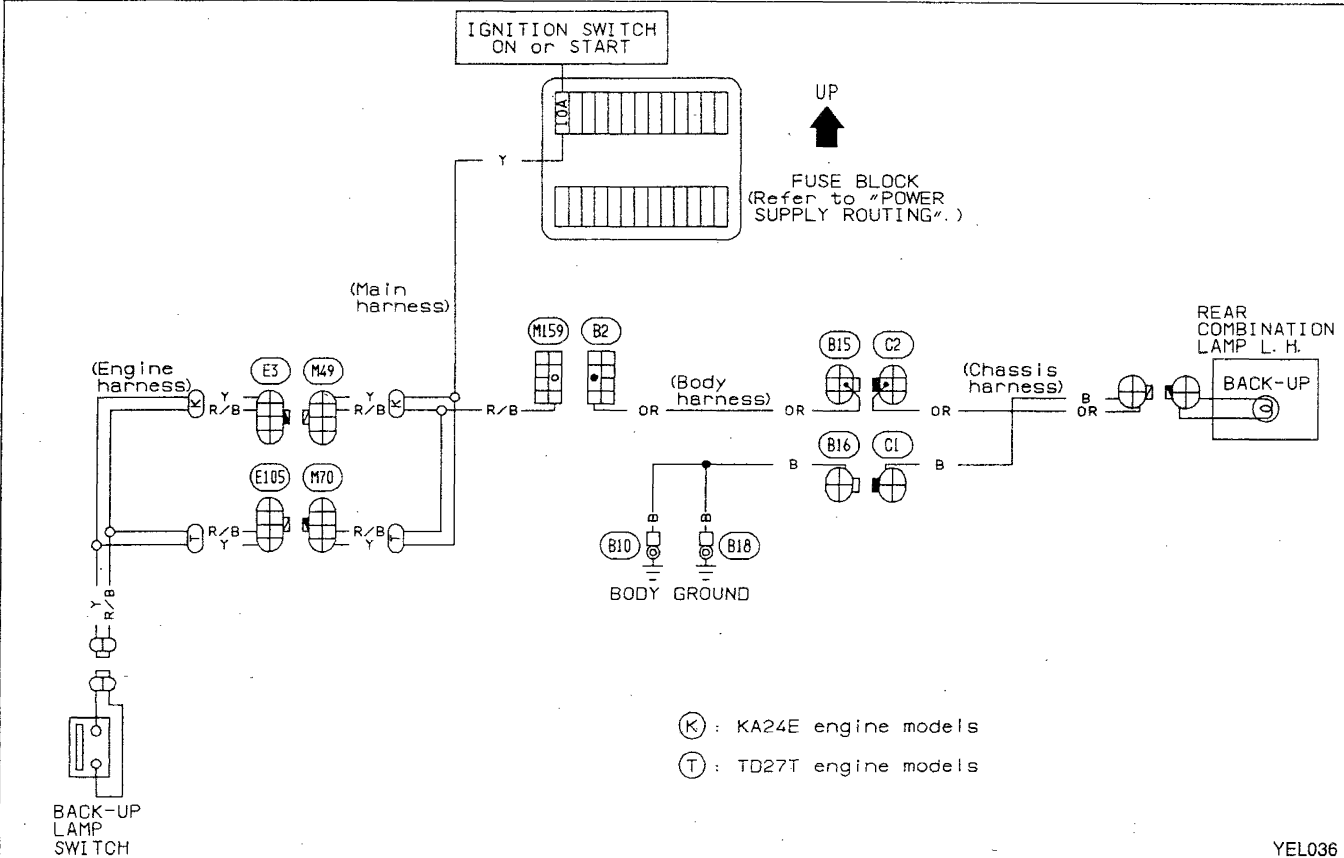 IGNITION SWITCH
ON or START
10A
UP
Y
FUSE BLOCK
(Refer to "POWER
SUPPLY ROUTING".)
(Main
harness)
M159
B2
B15
C2
REAR
COMBINATION
LAMP L. H.
(Engine
harness)
E3
M49
(Body
harness)
(Chassis
harness)
BACK-UP
K
Y
R/B
Y
R/B
K
R/B
OR
OR
OR
B
OR
B16
C1
E105
M70
B
B
T
R/B
Y
R/B
Y
T
B
B
B10
B18
BODY GROUND
Y
R/B
K : KA24E engine models
T : TD27T engine models
BACK-UP
LAMP
SWITCH
YEL036